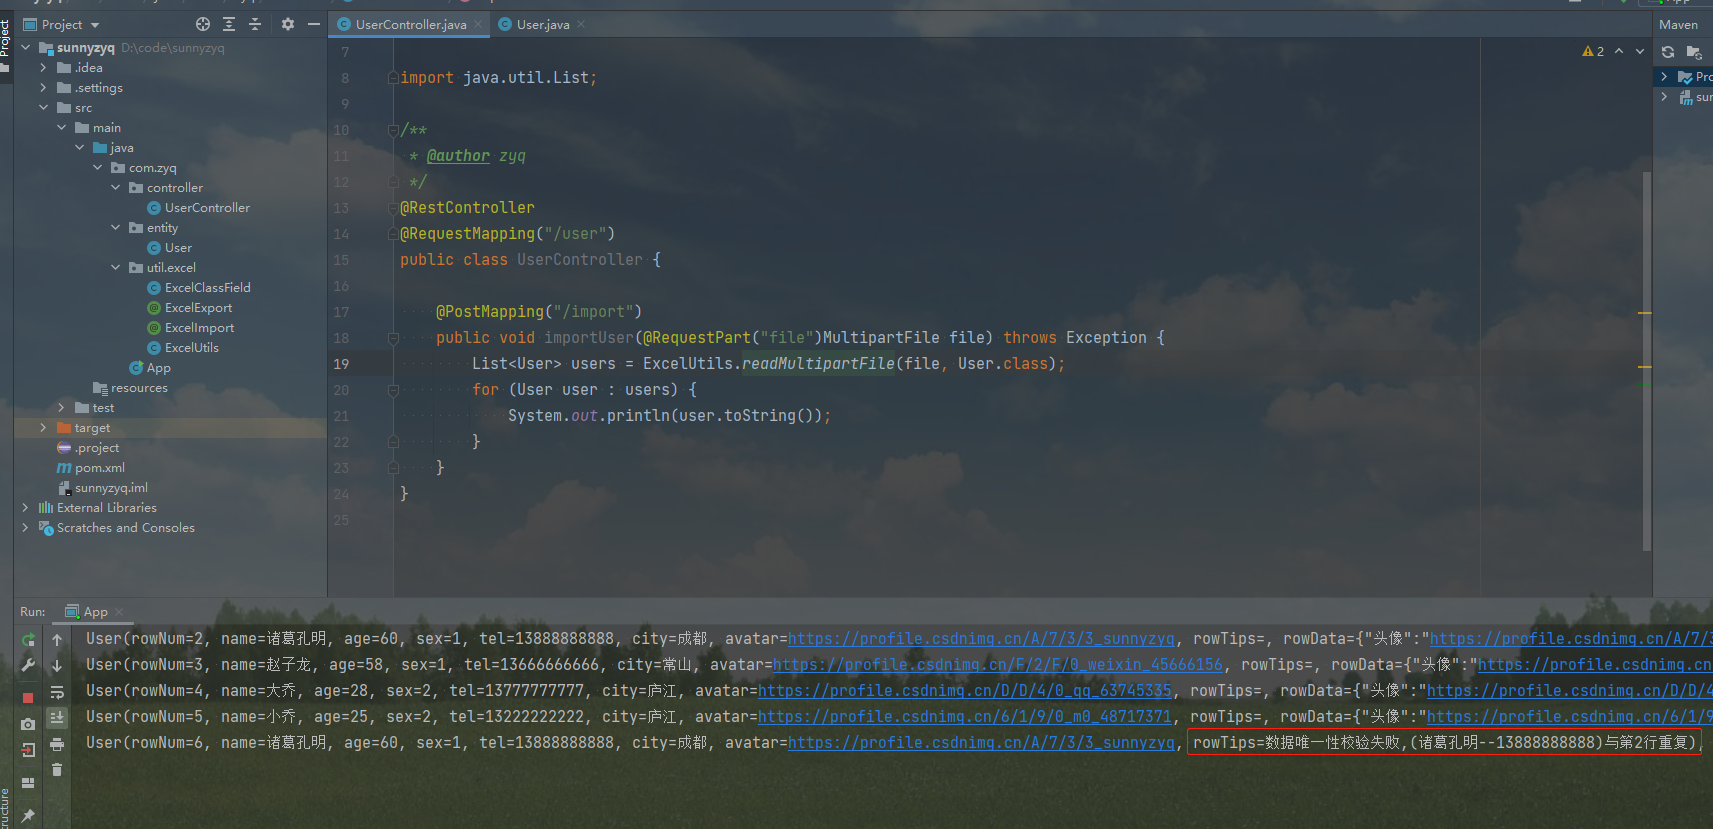 Project
UserController.java
User.java
Maven
sunnyzyq D:\code\sunnyzyq
.idea
.settings
src
main
java
com.zyq
controller
UserController
entity
User
util.excel
ExcelClassField
ExcelExport
ExcelImport
ExcelUtils
App
resources
test
target
.project
pom.xml
sunnyzyq.iml
External Libraries
Scratches and Consoles
Project
2
Pro
sun
7
8 import java.util.List;
9
10 /**
11 * @author zyq
12 */
13 @RestController
14 @RequestMapping("/user")
15 public class UserController {
16
17 @PostMapping("/import")
18 public void importUser(@RequestPart("file")MultipartFile file) throws Exception {
19 List<User> users = ExcelUtils.readMultipartFile(file, User.class);
20 for (User user : users) {
21 System.out.println(user.toString());
22 }
23 }
24 }
25
Run: App
User(rowNum=2, name=诸葛孔明, age=60, sex=1, tel=13888888888, city=成都, avatar=https://profile.csdnimg.cn/A/7/3/3_sunnyzyq, rowTips=, rowData={"头像":"https://profile.csdnimg.cn/A/7/3
User(rowNum=3, name=赵子龙, age=58, sex=1, tel=13666666666, city=常山, avatar=https://profile.csdnimg.cn/F/2/F/0_weixin_45666156, rowTips=, rowData={"头像":"https://profile.csdnimg.cn
User(rowNum=4, name=大乔, age=28, sex=2, tel=13777777777, city=庐江, avatar=https://profile.csdnimg.cn/D/D/4/0_qq_63745335, rowTips=, rowData={"头像":"https://profile.csdnimg.cn/D/D/4
User(rowNum=5, name=小乔, age=25, sex=2, tel=13222222222, city=庐江, avatar=https://profile.csdnimg.cn/6/1/9/0_m0_48717371, rowTips=, rowData={"头像":"https://profile.csdnimg.cn/6/1/9
User(rowNum=6, name=诸葛孔明, age=60, sex=1, tel=13888888888, city=成都, avatar=https://profile.csdnimg.cn/A/7/3/3_sunnyzyq, rowTips=数据唯一性校验失败,(诸葛孔明--13888888888)与第2行重复),
ructure